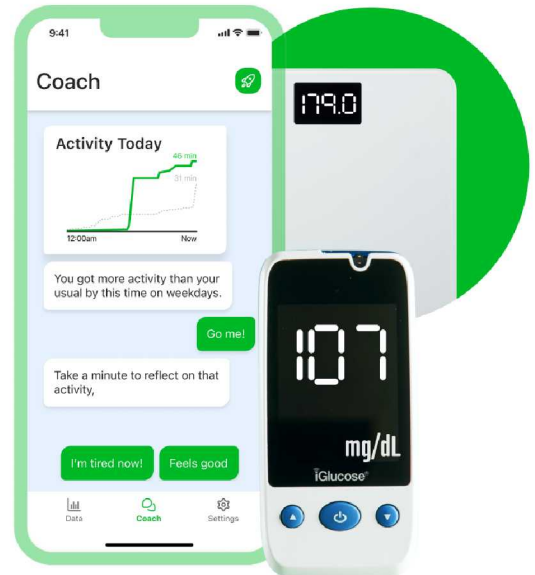 9:41
Coach
Activity Today
46 min
31 min
12:00am
Now
You got more activity than your
usual by this time on weekdays.
Go me!
Take a minute to reflect on that
activity,
I'm tired now!
Feels good
Data
Coach
Settings
179.0
107
mg/dL
iGlucose®